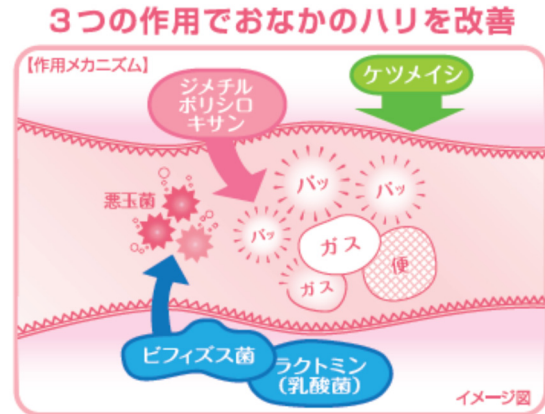 3つの作用でおなかのハリを改善
【作用メカニズム】
ケツメイシ
ジメチル
ポリシロ
キサン
パッ
パッ
悪玉菌
パッ
ガス
便
ガス
ビフィズス菌
ラクトミン
(乳酸菌)
イメージ図